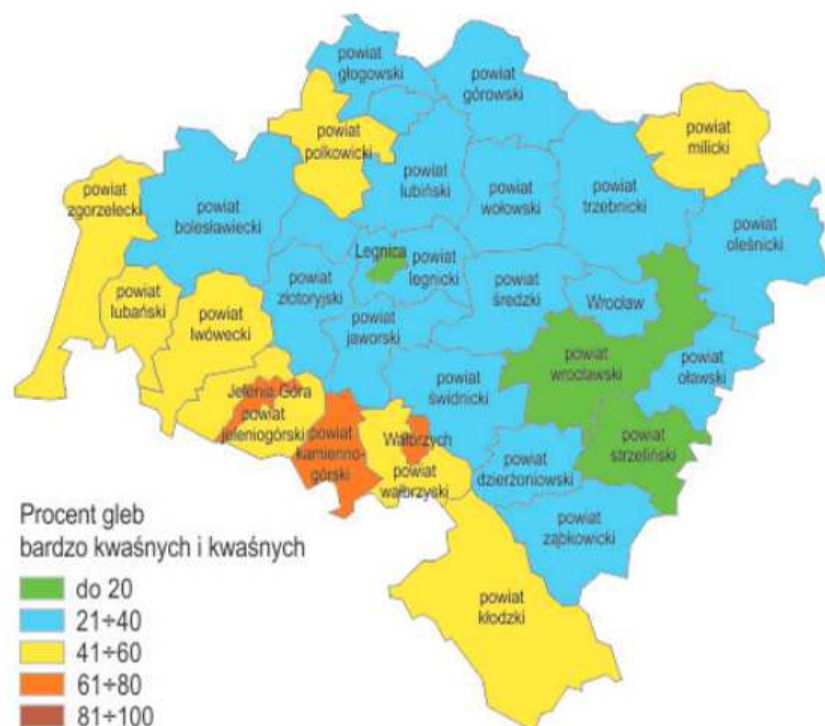 powiat
głogowski
powiat
górowski
powiat
polkowicki
powiat
milicki
powiat
zgorzelecki
powiat
bolesławiecki
powiat
lubiński
powiat
wołowski
powiat
trzebnicki
powiat
oleśnicki
Legnica
powiat
legnicki
powiat
złotoryjski
powiat
średzki
Wrocław
powiat
lubański
powiat
lwówecki
powiat
jaworski
powiat
wrocławski
powiat
oławski
powiat
świdnicki
Jelenia Góra
powiat
jeleniogórski
powiat
kamienno-
górski
Wałbrzych
powiat
wałbrzyski
powiat
dzierżoniowski
powiat
strzeliński
powiat
ząbkowicki
powiat
kłodzki
Procent gleb
bardzo kwaśnych i kwaśnych
do 20
21÷40
41÷60
61÷80
81÷100